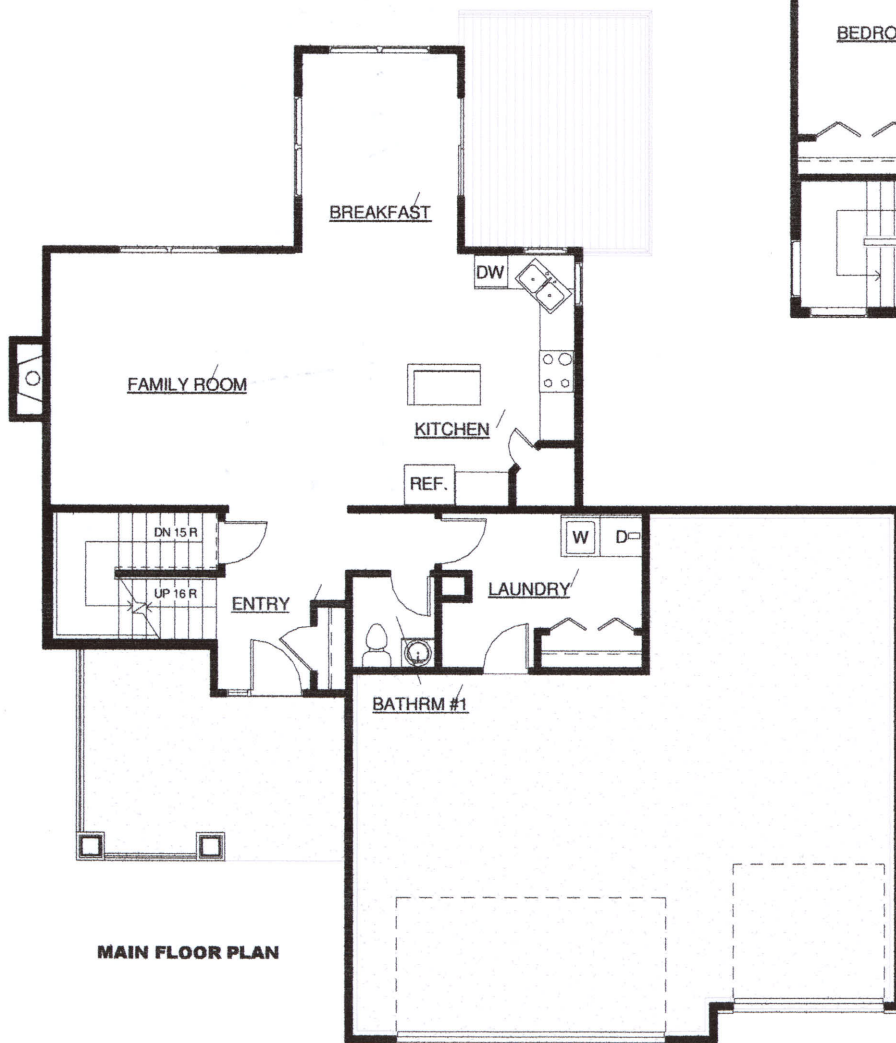 BEDRO
BREAKFAST
DW
FAMILY ROOM
KITCHEN
REF.
DN 15 R
W
D
UP 16 R
ENTRY
LAUNDRY
BATHRM #1
MAIN FLOOR PLAN